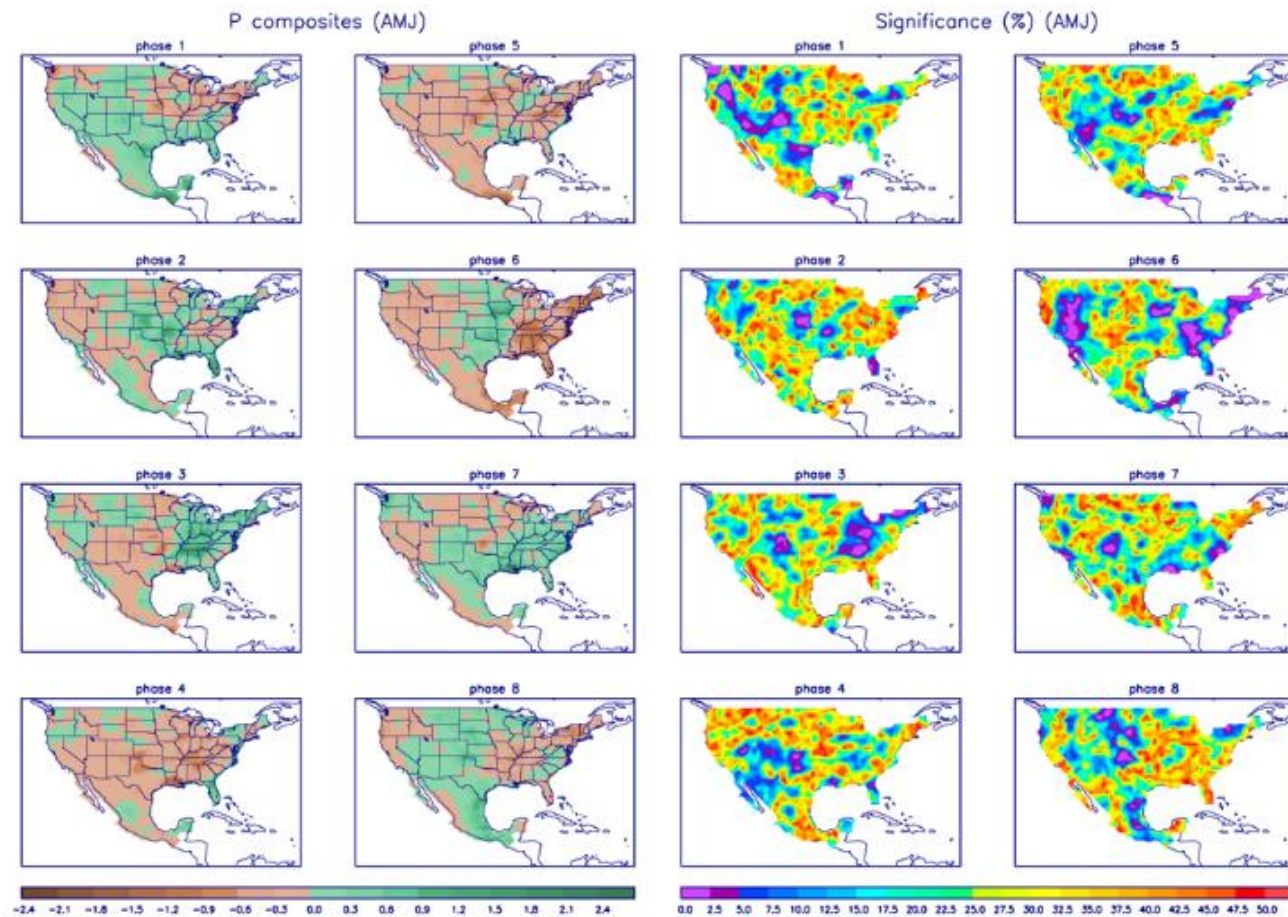 P composites (AMJ)
Significance (%) (AMJ)
phase 1
phase 5
phase 1
phase 5
phase 2
phase 6
phase 2
phase 6
phase 3
phase 7
phase 3
phase 7
phase 4
phase 8
phase 4
phase 8
-2.4 -2.1 -1.8 -1.5 -1.2 -0.9 -0.6 -0.3 0.0 0.3 0.6 0.9 1.2 1.5 1.8 2.1 2.4
0.0 2.5 5.0 7.5 10.0 12.5 15.0 17.5 20.0 22.5 25.0 27.5 30.0 32.5 35.0 37.5 40.0 42.5 45.0 47.5 50.0